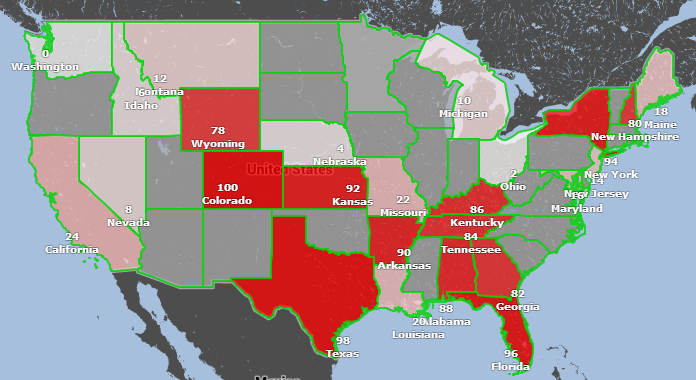 0
Washington
12
Montana
6
Idaho
10
Michigan
18
Maine
80
New Hampshire
78
Wyoming
4
Nebraska
United States
94
New York
2
Ohio
14
New Jersey
16
Maryland
100
Colorado
92
Kansas
22
Missouri
86
Kentucky
8
Nevada
24
California
84
Tennessee
90
Arkansas
82
Georgia
88
Alabama
20
Louisiana
98
Texas
96
Florida